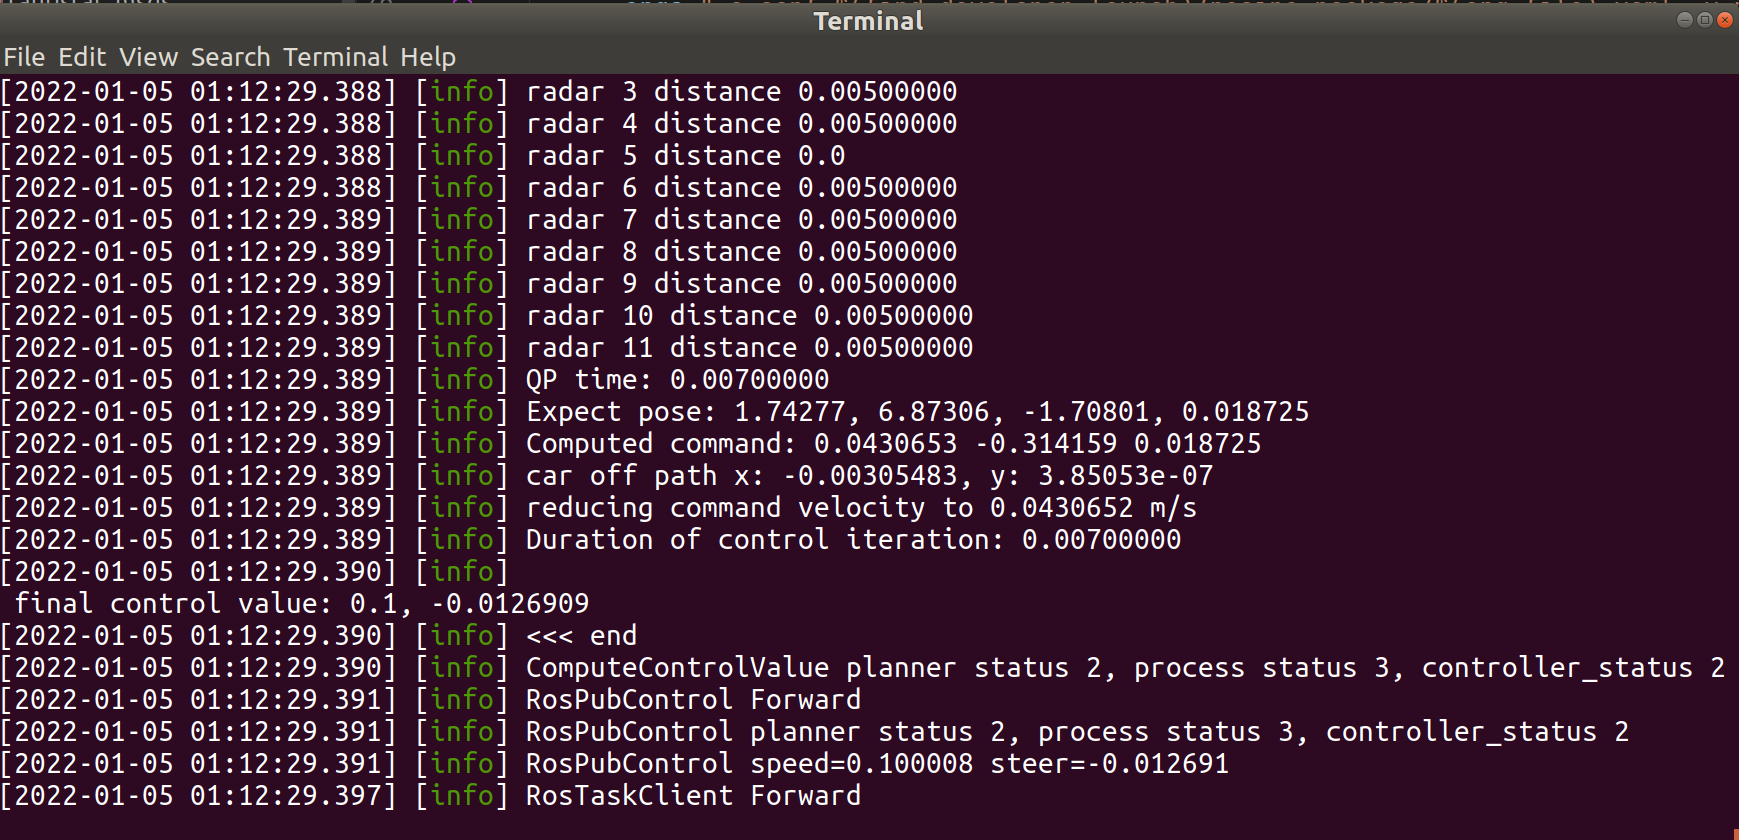 Terminal
File Edit View Search Terminal Help
[2022-01-05 01:12:29.388] [info] radar 3 distance 0.00500000
[2022-01-05 01:12:29.388] [info] radar 4 distance 0.00500000
[2022-01-05 01:12:29.388] [info] radar 5 distance 0.0
[2022-01-05 01:12:29.388] [info] radar 6 distance 0.00500000
[2022-01-05 01:12:29.389] [info] radar 7 distance 0.00500000
[2022-01-05 01:12:29.389] [info] radar 8 distance 0.00500000
[2022-01-05 01:12:29.389] [info] radar 9 distance 0.00500000
[2022-01-05 01:12:29.389] [info] radar 10 distance 0.00500000
[2022-01-05 01:12:29.389] [info] radar 11 distance 0.00500000
[2022-01-05 01:12:29.389] [info] QP time: 0.00700000
[2022-01-05 01:12:29.389] [info] Expect pose: 1.74277, 6.87306, -1.70801, 0.018725
[2022-01-05 01:12:29.389] [info] Computed command: 0.0430653 -0.314159 0.018725
[2022-01-05 01:12:29.389] [info] car off path x: -0.00305483, y: 3.85053e-07
[2022-01-05 01:12:29.389] [info] reducing command velocity to 0.0430652 m/s
[2022-01-05 01:12:29.389] [info] Duration of control iteration: 0.00700000
[2022-01-05 01:12:29.390] [info]
final control value: 0.1, -0.0126909
[2022-01-05 01:12:29.390] [info] <<< end
[2022-01-05 01:12:29.390] [info] ComputeControlValue planner status 2, process status 3, controller_status 2
[2022-01-05 01:12:29.391] [info] RosPubControl Forward
[2022-01-05 01:12:29.391] [info] RosPubControl planner status 2, process status 3, controller_status 2
[2022-01-05 01:12:29.391] [info] RosPubControl speed=0.100008 steer=-0.012691
[2022-01-05 01:12:29.397] [info] RosTaskClient Forward